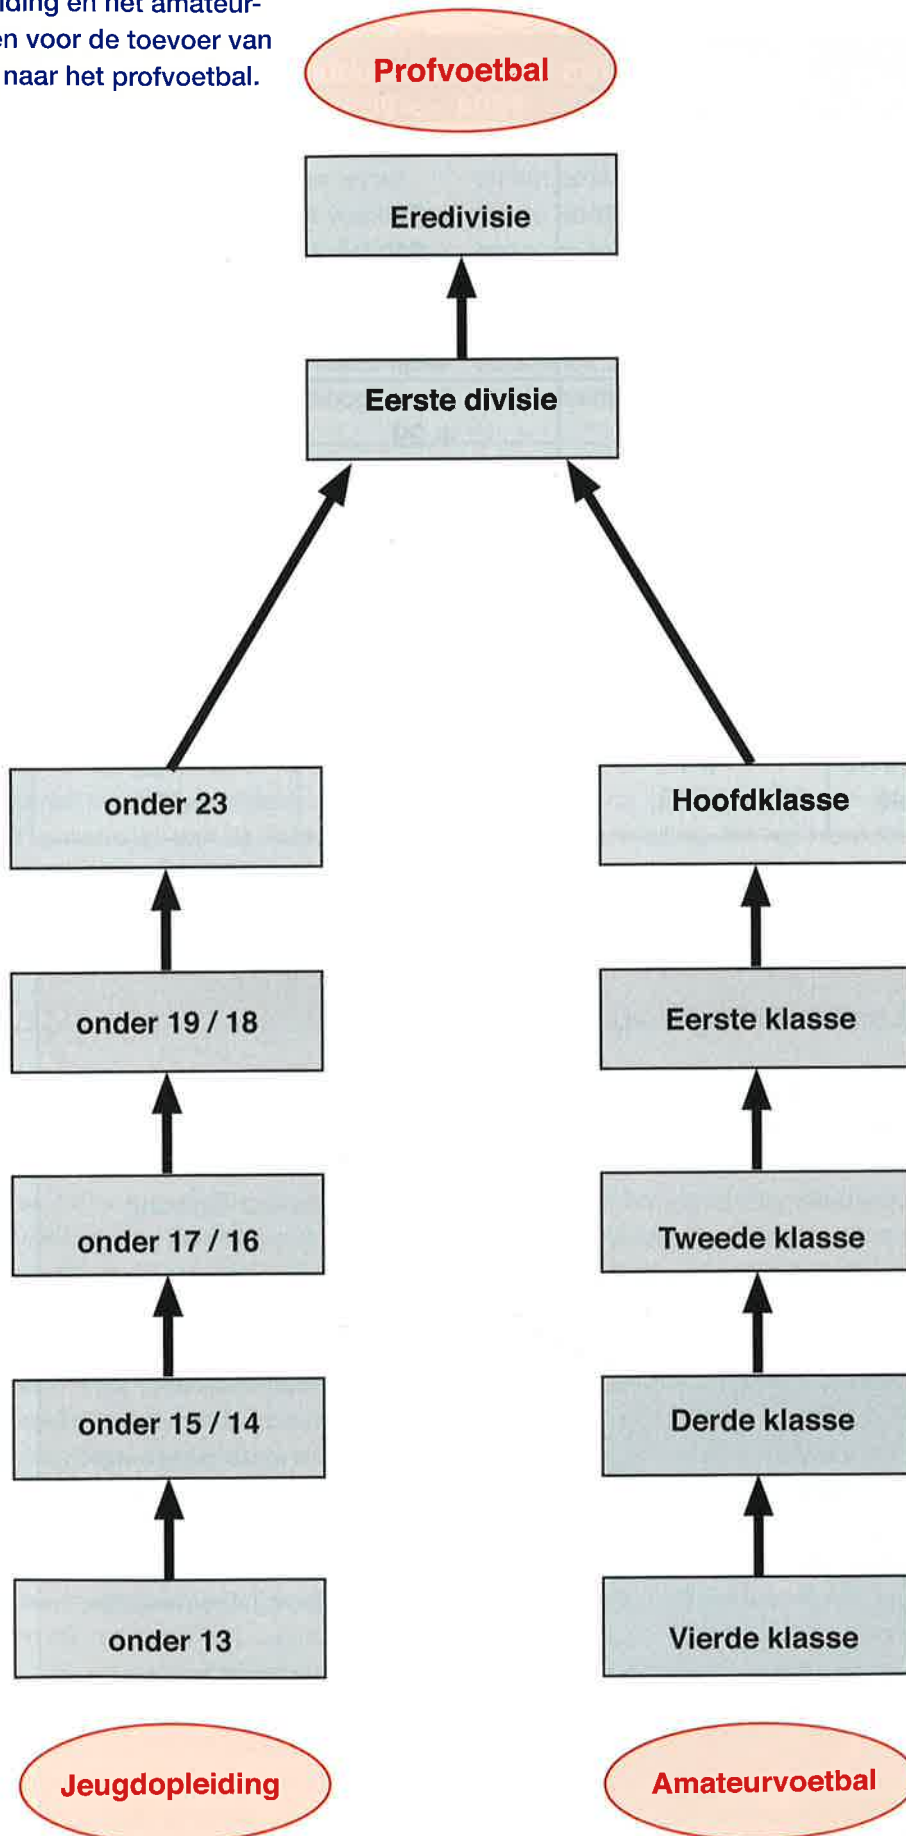 en voor de toevoer van
naar het profvoetbal.
Profvoetbal
Eredivisie
Eerste divisie
onder 23
Hoofdklasse
onder 19 / 18
Eerste klasse
onder 17 / 16
Tweede klasse
onder 15 / 14
Derde klasse
onder 13
Vierde klasse
Jeugdopleiding
Amateurvoetbal